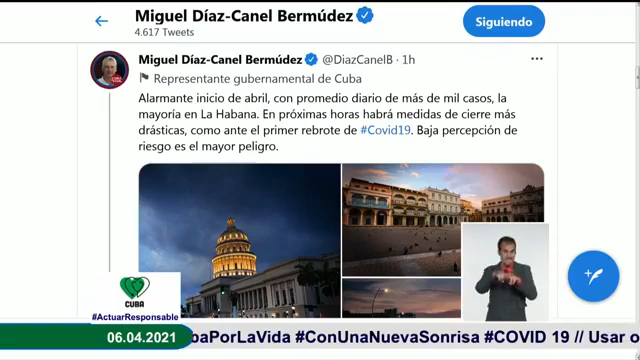 Miguel Díaz-Canel Bermúdez
4.617 Tweets
Siguiendo
Miguel Díaz-Canel Bermúdez @DiazCanelB · 1h
Representante gubernamental de Cuba
Alarmante inicio de abril, con promedio diario de más de mil casos, la
mayoría en La Habana. En próximas horas habrá medidas de cierre más
drásticas, como ante el primer rebrote de #Covid19. Baja percepción de
riesgo es el mayor peligro.
CUBA
#ActuarResponsable
06.04.2021
baPorLaVida #ConUnaNuevaSonrisa #COVID 19 // Usar